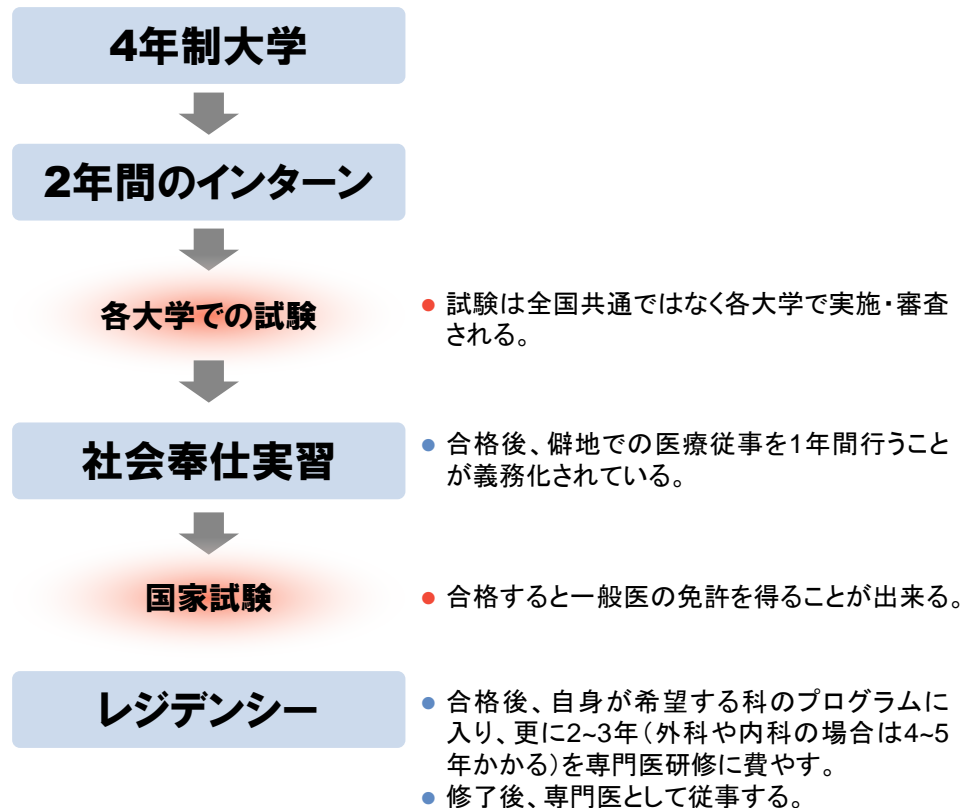 4年制大学
2年間のインターン
各大学での試験
● 試験は全国共通ではなく各大学で実施・審査
される。
社会奉仕実習
● 合格後、僻地での医療従事を1年間行うこと
が義務化されている。
国家試験
● 合格すると一般医の免許を得ることが出来る。
レジデンシー
● 合格後、自身が希望する科のプログラムに
入り、更に2~3年（外科や内科の場合は4~5
年かかる）を専門医研修に費やす。
● 修了後、専門医として従事する。